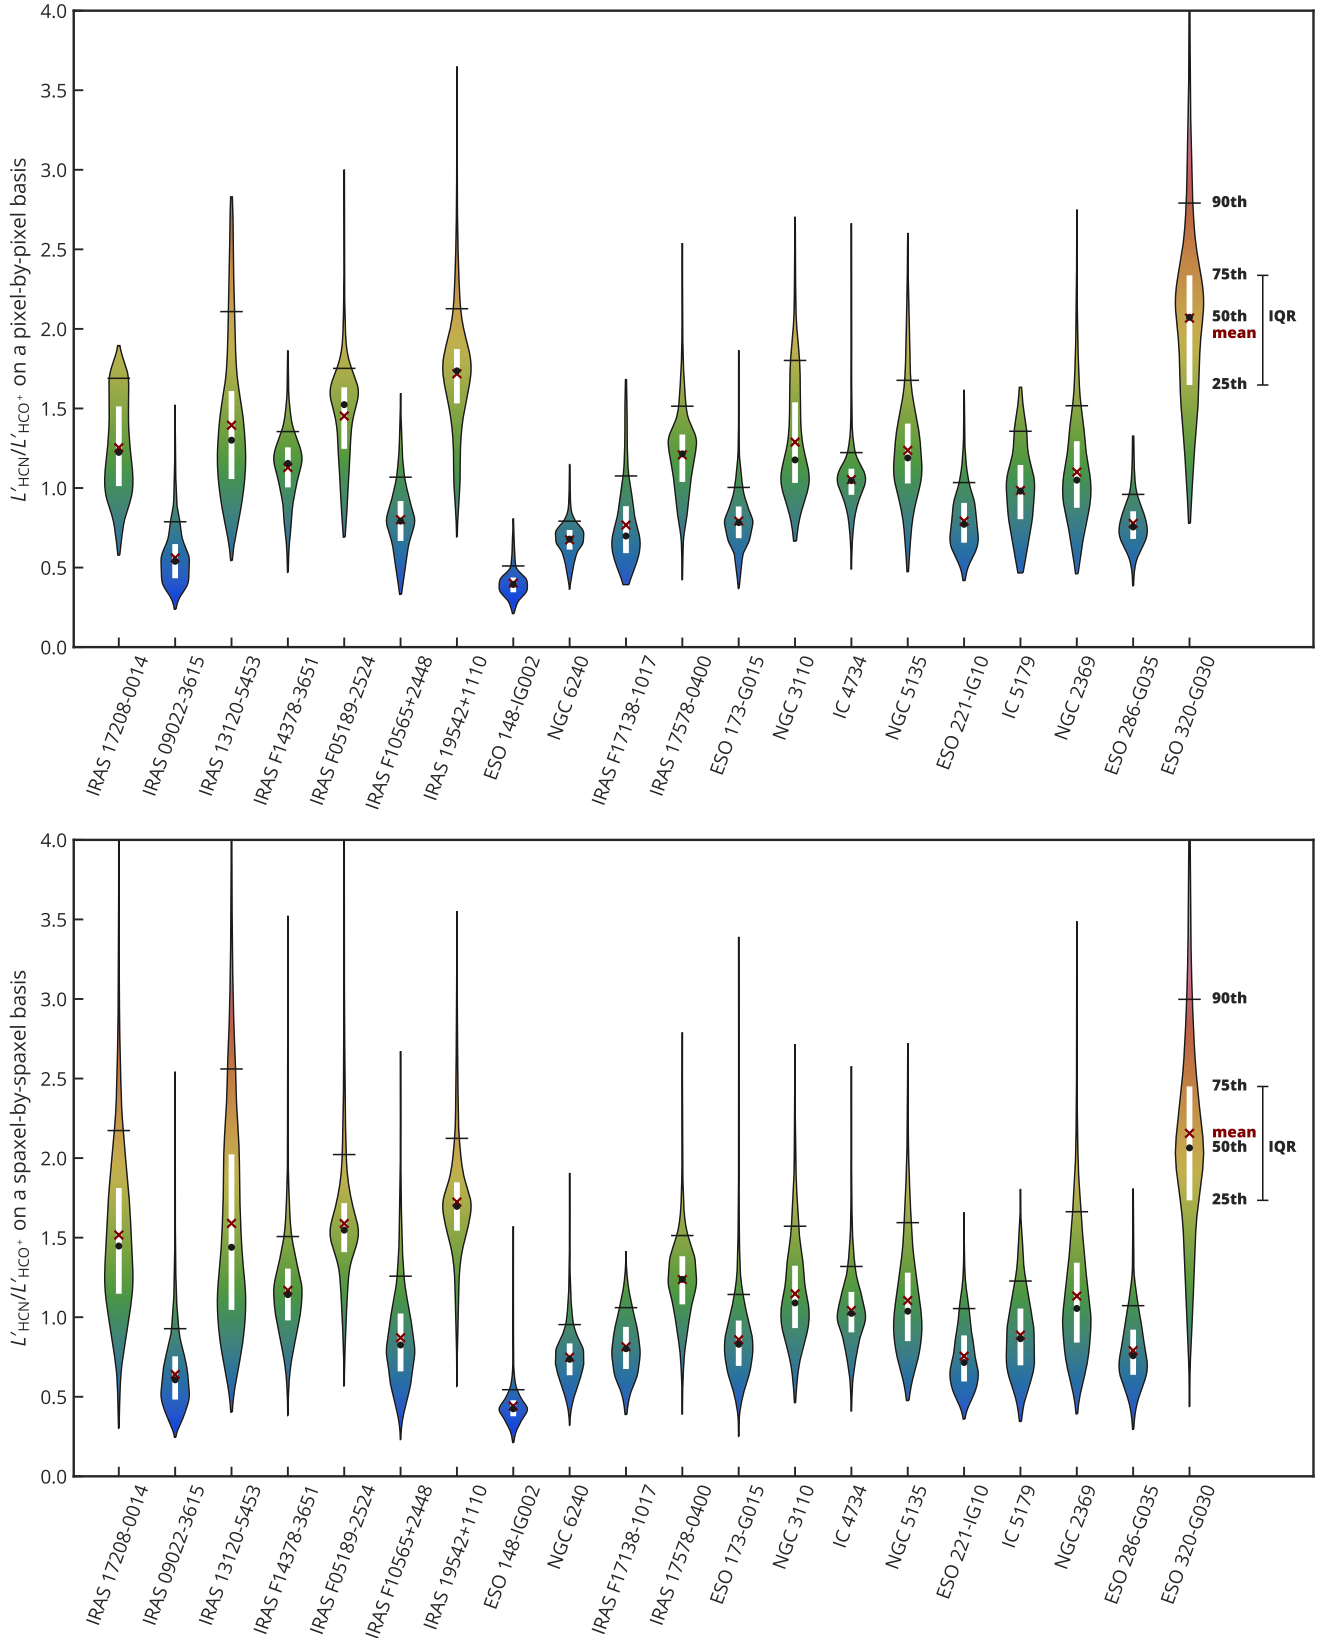 4.0
3.5
3.0
2.5
2.0
1.5
1.0
0.5
0.0
L′HCN/L′HCO+ on a pixel-by-pixel basis
90th
75th
50th
IQR
mean
25th
IRAS 17208-0014
IRAS 09022-3615
IRAS 13120-5453
IRAS F14378-3651
IRAS F05189-2524
IRAS F10565+2448
IRAS 19542+1110
ESO 148-IG002
NGC 6240
IRAS F17138-1017
IRAS 17578-0400
ESO 173-G015
NGC 3110
IC 4734
NGC 5135
ESO 221-IG10
IC 5179
NGC 2369
ESO 286-G035
ESO 320-G030
4.0
3.5
3.0
2.5
2.0
1.5
1.0
0.5
0.0
L′HCN/L′HCO+ on a spaxel-by-spaxel basis
90th
75th
mean
50th
IQR
25th
IRAS 17208-0014
IRAS 09022-3615
IRAS 13120-5453
IRAS F14378-3651
IRAS F05189-2524
IRAS F10565+2448
IRAS 19542+1110
ESO 148-IG002
NGC 6240
IRAS F17138-1017
IRAS 17578-0400
ESO 173-G015
NGC 3110
IC 4734
NGC 5135
ESO 221-IG10
IC 5179
NGC 2369
ESO 286-G035
ESO 320-G030